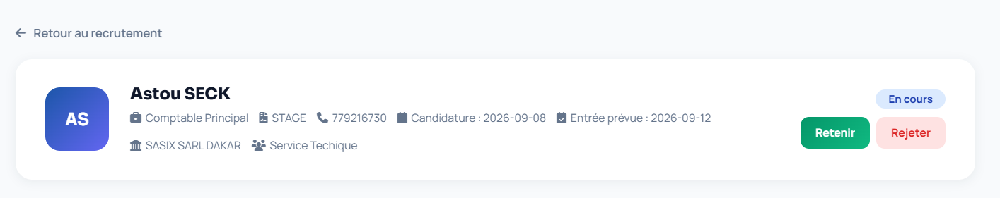 Retour au recrutement
AS
Astou SECK
Comptable Principal STAGE 779216730 Candidature : 2026-09-08 Entrée prévue : 2026-09-12
SASIX SARL DAKAR Service Techique
En cours
Retenir Rejeter